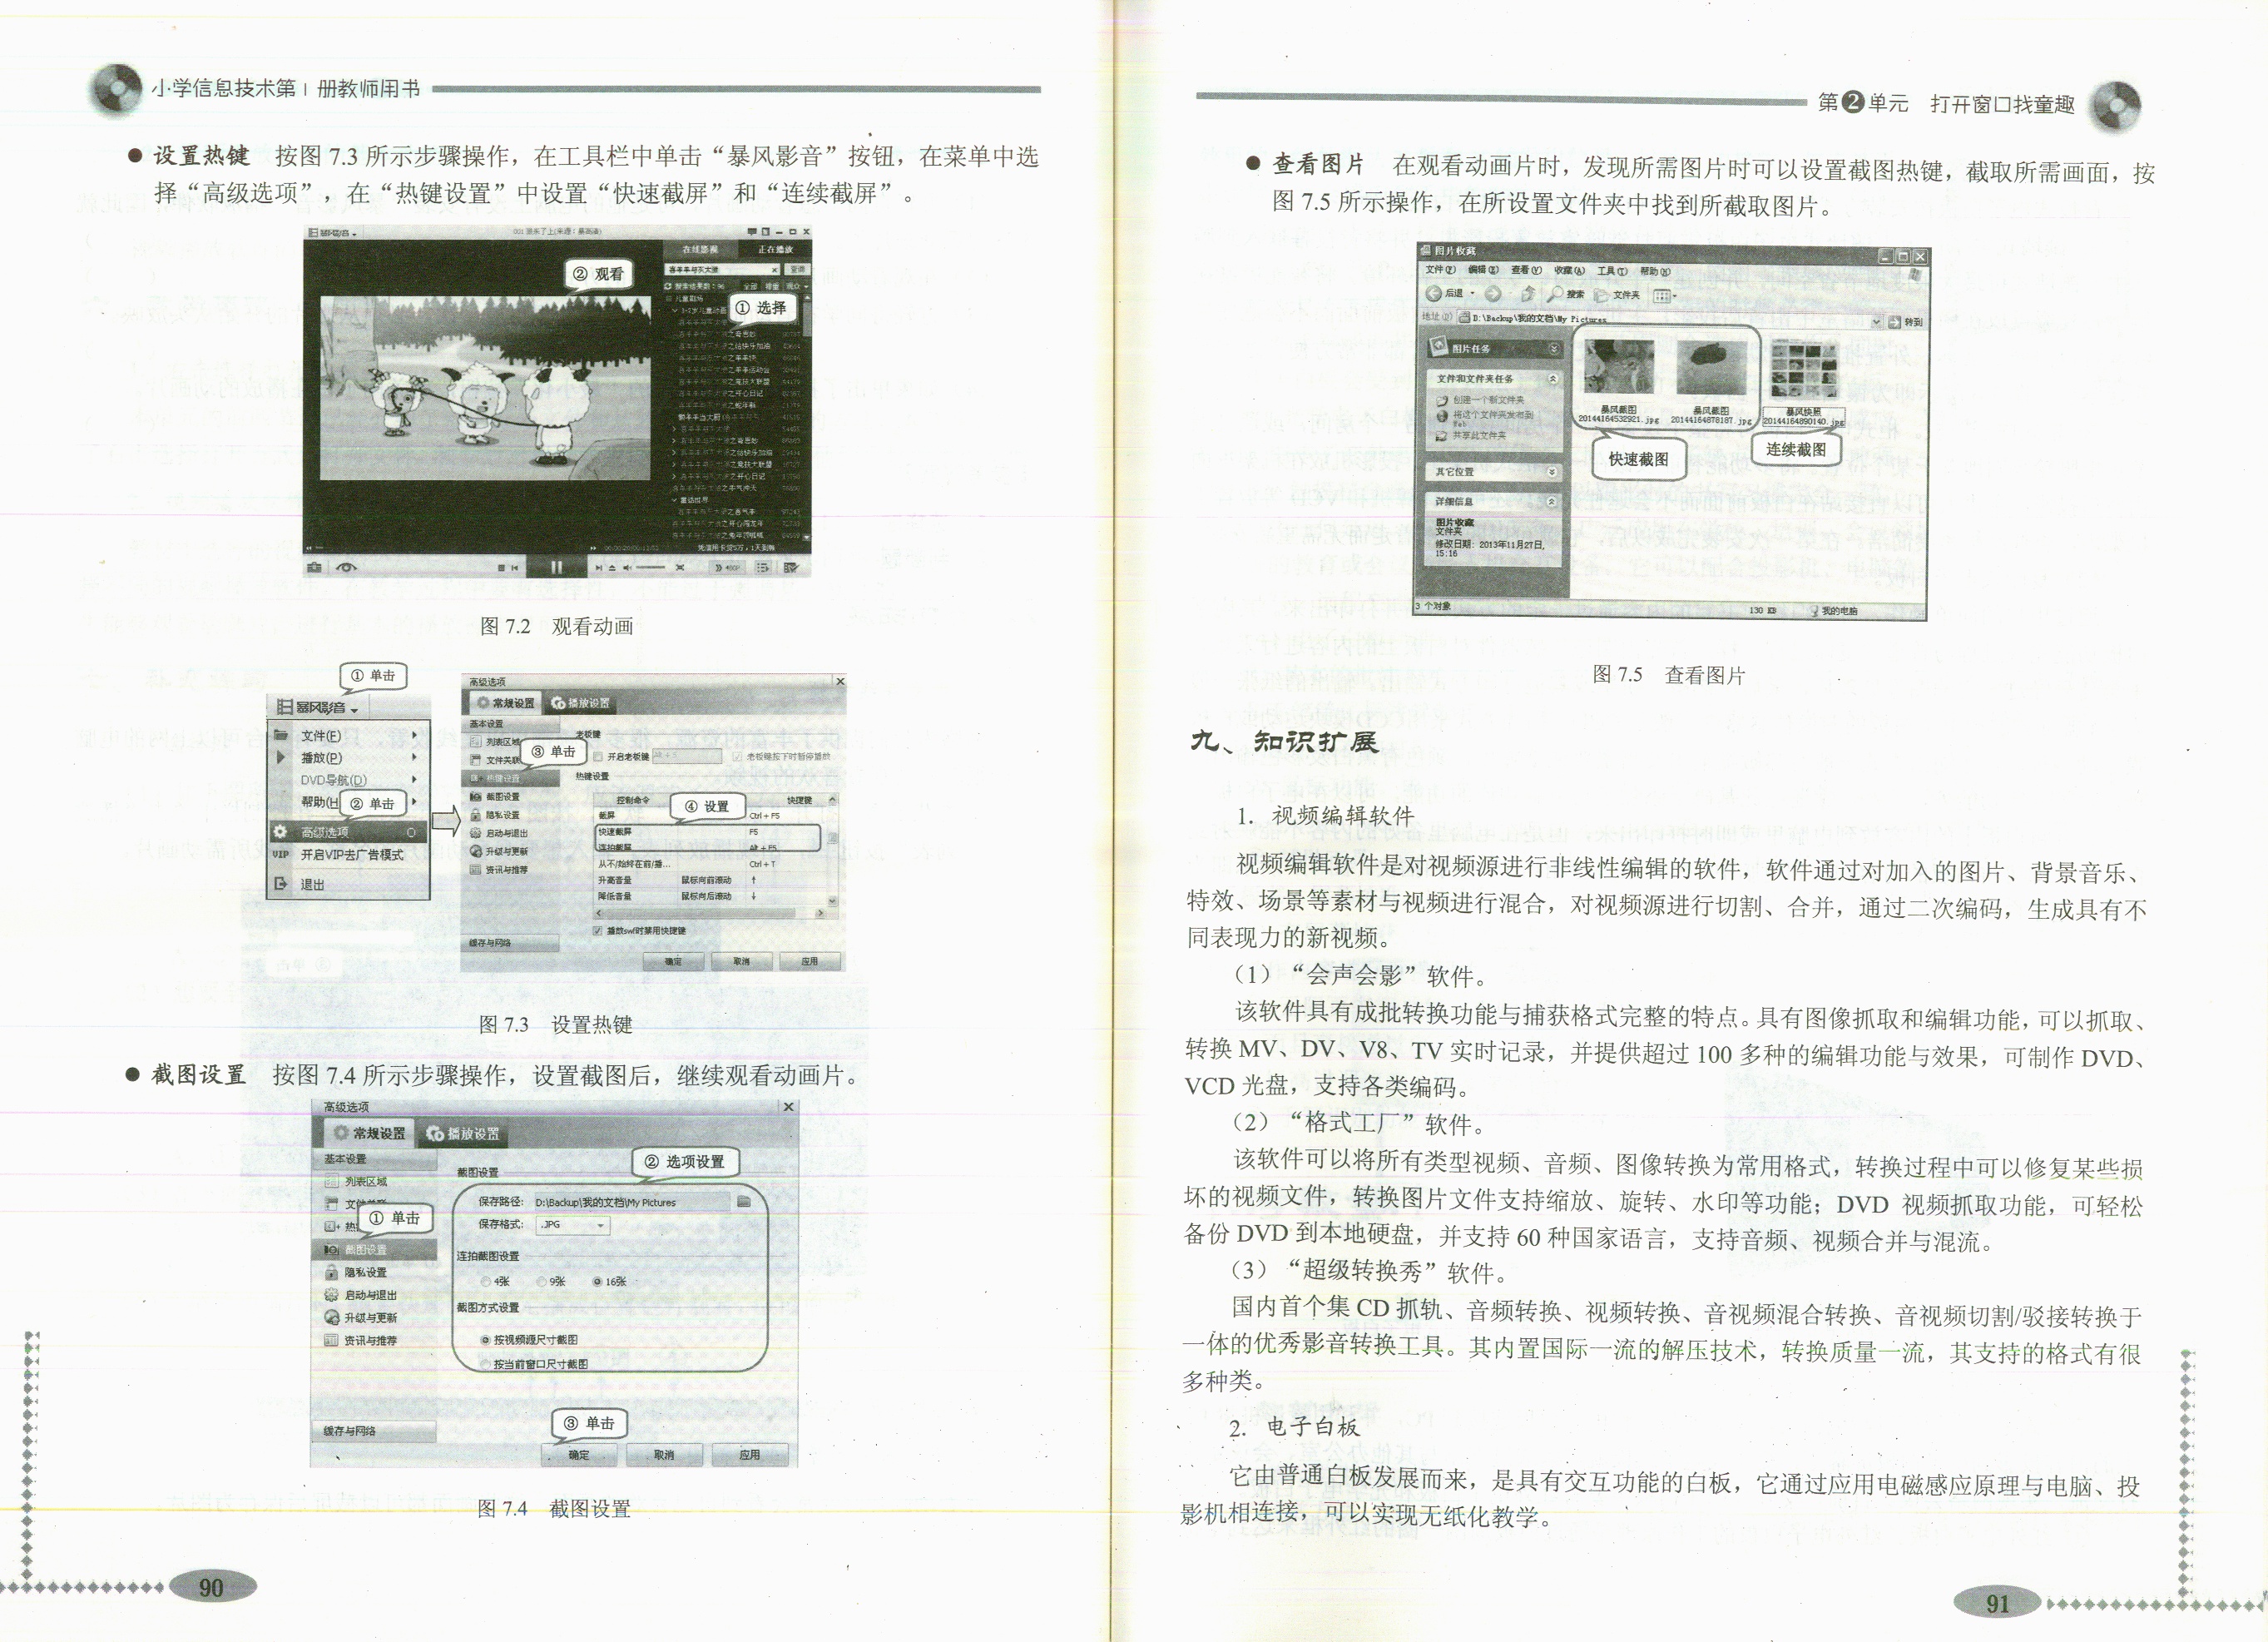 小学信息技术第1册教师用书
● 设置热键 按图 7.3 所示步骤操作，在工具栏中单击“暴风影音”按钮，在菜单中选
择“高级选项”，在“热键设置”中设置“快速截屏”和“连续截屏”。
暴风影音
在线影视 正在播放
② 观看
① 选择
图 7.2 观看动画
① 单击
暴风影音
文件(F)
播放(P)
DVD导航(D)
帮助(H
② 单击
高级选项
VIP 开启VIP去广告模式
退出
高级选项
常规设置 播放设置
基本设置
列表区域
文件关联
③ 单击
热键设置
截图设置
隐私设置
启动与退出
升级与更新
资讯与推荐
缓存与网络
老板键
开启老板键
老板键按下时暂停播放
热键设置
控制命令 快捷键
④ 设置
截屏 Ctrl + F5
快速截屏 F5
连拍截屏 Alt + F5
从不/始终在前/播... Ctrl + T
升高音量 鼠标向前滚动 ↑
降低音量 鼠标向后滚动 ↓
播放swf时禁用快捷键
确定 取消 应用
图 7.3 设置热键
● 截图设置 按图 7.4 所示步骤操作，设置截图后，继续观看动画片。
高级选项
常规设置 播放设置
基本设置
列表区域
① 单击
截图设置
隐私设置
启动与退出
升级与更新
资讯与推荐
缓存与网络
② 选项设置
截图设置
保存路径: D:\Backup\我的文档\My Pictures
保存格式: .JPG
连拍截图设置
4张 9张 16张
截图方式设置
按视频源尺寸截图
按当前窗口尺寸截图
③ 单击
确定 取消 应用
图 7.4 截图设置
90
第2单元 打开窗口找童趣
● 查看图片 在观看动画片时，发现所需图片时可以设置截图热键，截取所需画面，按
图 7.5 所示操作，在所设置文件夹中找到所截取图片。
图片收藏
文件(F) 编辑(E) 查看(V) 收藏(A) 工具(T) 帮助(H)
后退 搜索 文件夹
地址(D) D:\Backup\我的文档\My Pictures 转到
图片任务
文件和文件夹任务
创建一个新文件夹
将这个文件夹发布到
Web
共享此文件夹
其它位置
详细信息
图片收藏
文件夹
修改日期: 2013年11月27日,
15:16
暴风截图 暴风截图 暴风快照
20144164532921.jpg 20144164878187.jpg 20144164890140.jpg
快速截图 连续截图
3 个对象 130 KB 我的电脑
图 7.5 查看图片
九、知识扩展
1. 视频编辑软件
视频编辑软件是对视频源进行非线性编辑的软件，软件通过对加入的图片、背景音乐、
特效、场景等素材与视频进行混合，对视频源进行切割、合并，通过二次编码，生成具有不
同表现力的新视频。
（1）“会声会影”软件。
该软件具有成批转换功能与捕获格式完整的特点。具有图像抓取和编辑功能，可以抓取、
转换 MV、DV、V8、TV 实时记录，并提供超过 100 多种的编辑功能与效果，可制作 DVD、
VCD 光盘，支持各类编码。
（2）“格式工厂”软件。
该软件可以将所有类型视频、音频、图像转换为常用格式，转换过程中可以修复某些损
坏的视频文件，转换图片文件支持缩放、旋转、水印等功能；DVD 视频抓取功能，可轻松
备份 DVD 到本地硬盘，并支持 60 种国家语言，支持音频、视频合并与混流。
（3）“超级转换秀”软件。
国内首个集 CD 抓轨、音频转换、视频转换、音视频混合转换、音视频切割/驳接转换于
一体的优秀影音转换工具。其内置国际一流的解压技术，转换质量一流，其支持的格式有很
多种类。
2. 电子白板
它由普通白板发展而来，是具有交互功能的白板，它通过应用电磁感应原理与电脑、投
影机相连接，可以实现无纸化教学。
91